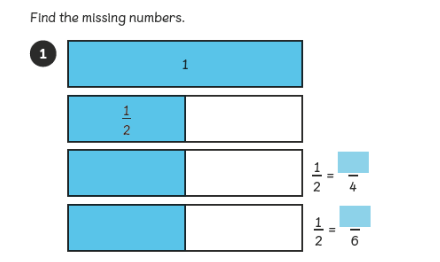 Find the missing numbers.
1
1
1/2
1/2 = /4
1/2 = /6